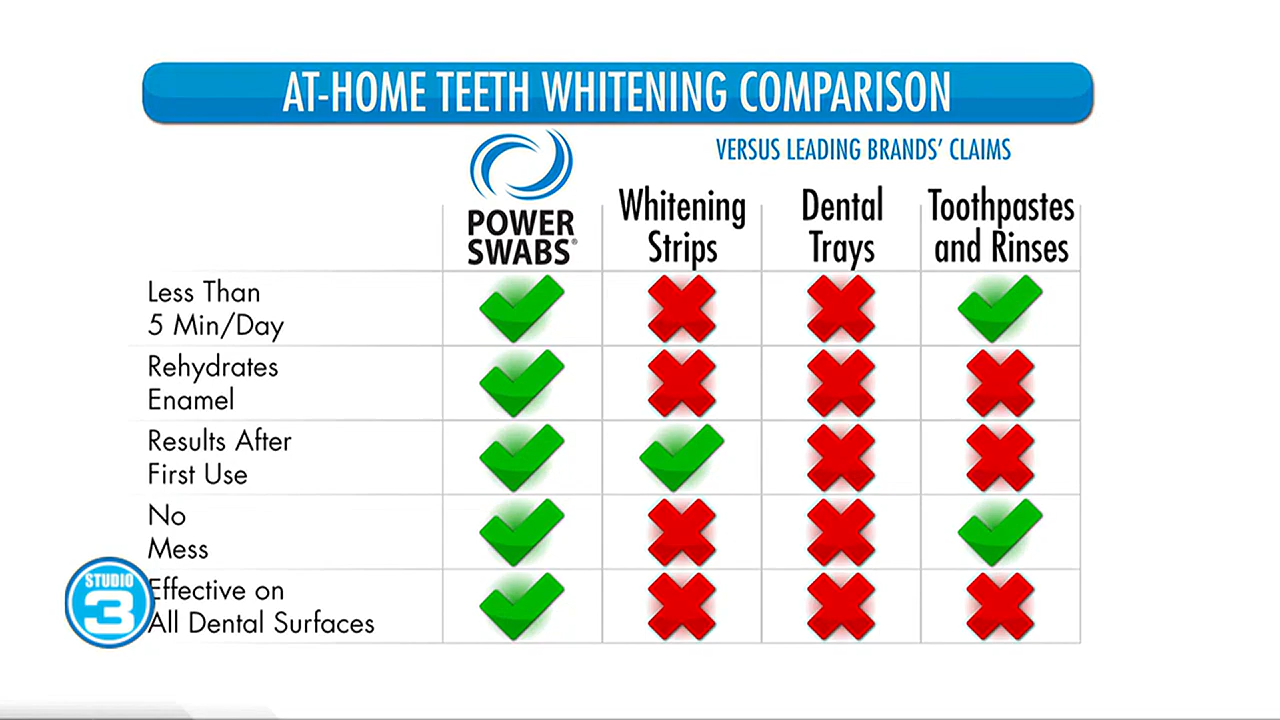 AT-HOME TEETH WHITENING COMPARISON
VERSUS LEADING BRANDS’ CLAIMS
POWER
SWABS®
Whitening
Strips
Dental
Trays
Toothpastes
and Rinses
Less Than
5 Min/Day
Rehydrates
Enamel
Results After
First Use
No
Mess
Effective on
All Dental Surfaces
STUDIO
3